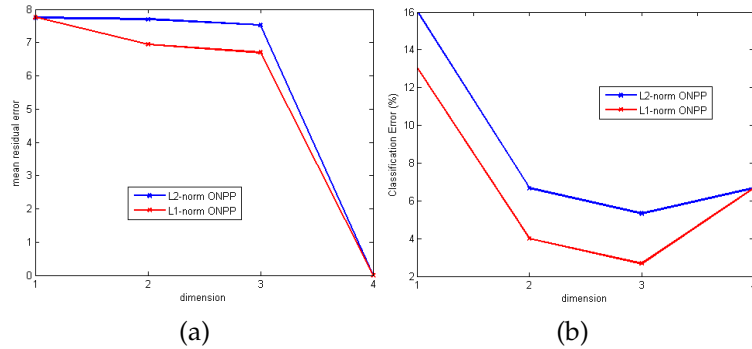 8
7
6
5
4
3
2
1
0
mean residual error
L2-norm ONPP
L1-norm ONPP
1
2
3
4
dimension
(a)
16
14
12
10
8
6
4
2
Classification Error (%)
L2-norm ONPP
L1-norm ONPP
1
2
3
4
dimension
(b)